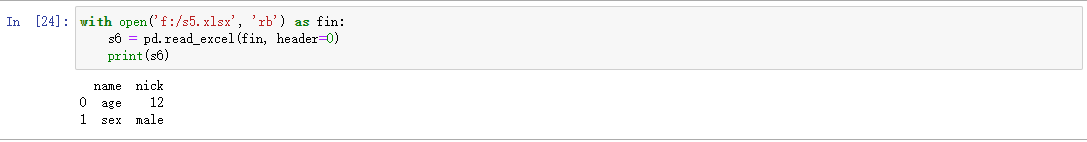 In [24]: with open('f:/s5.xlsx', 'rb') as fin:
s6 = pd.read_excel(fin, header=0)
print(s6)
name nick
0 age 12
1 sex male